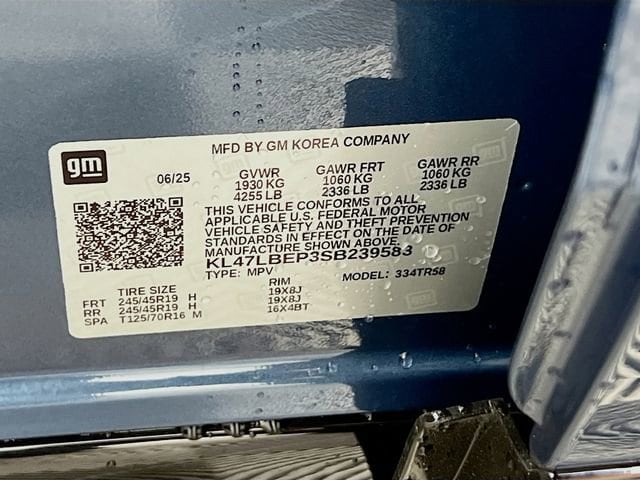 MFD BY GM KOREA COMPANY
gm
06/25 GVWR GAWR FRT GAWR RR
1930 KG 1060 KG 1060 KG
4255 LB 2336 LB 2336 LB
THIS VEHICLE CONFORMS TO ALL
APPLICABLE U.S. FEDERAL MOTOR
VEHICLE SAFETY AND THEFT PREVENTION
STANDARDS IN EFFECT ON THE DATE OF
MANUFACTURE SHOWN ABOVE.
KL47LBEP3SB239583
TYPE: MPV MODEL: 334TR58
TIRE SIZE RIM
FRT 245/45R19 H 19X8J
RR 245/45R19 H 19X8J
SPA T125/70R16 M 16X4BT